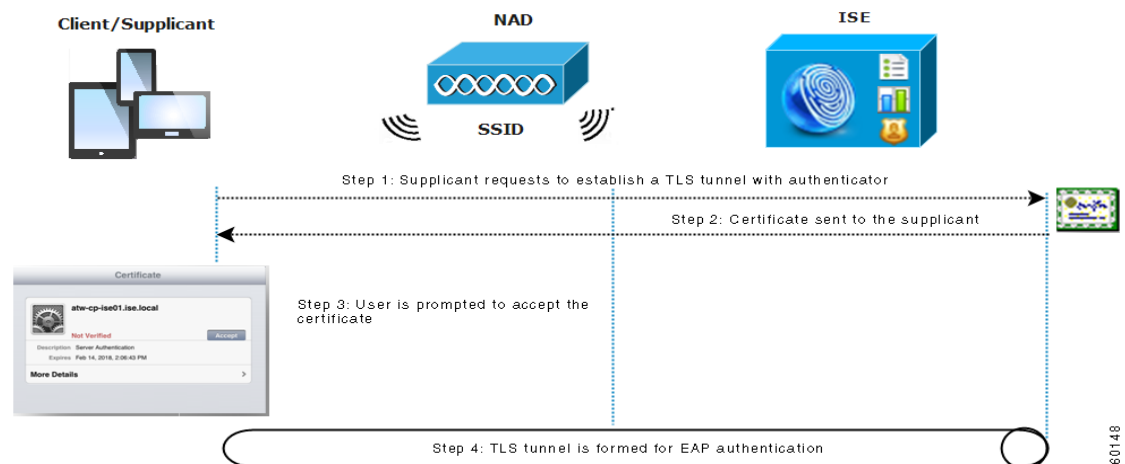 Client/Supplicant
NAD
ISE
SSID
Step 1: Supplicant requests to establish a TLS tunnel with authenticator
Step 2: Certificate sent to the supplicant
Certificate
atw-cp-ise01.ise.local
Not Verified
Accept
Description Server Authentication
Expires Feb 14, 2018, 2:06:43 PM
More Details
Step 3: User is prompted to accept the
certificate
Step 4: TLS tunnel is formed for EAP authentication
60148